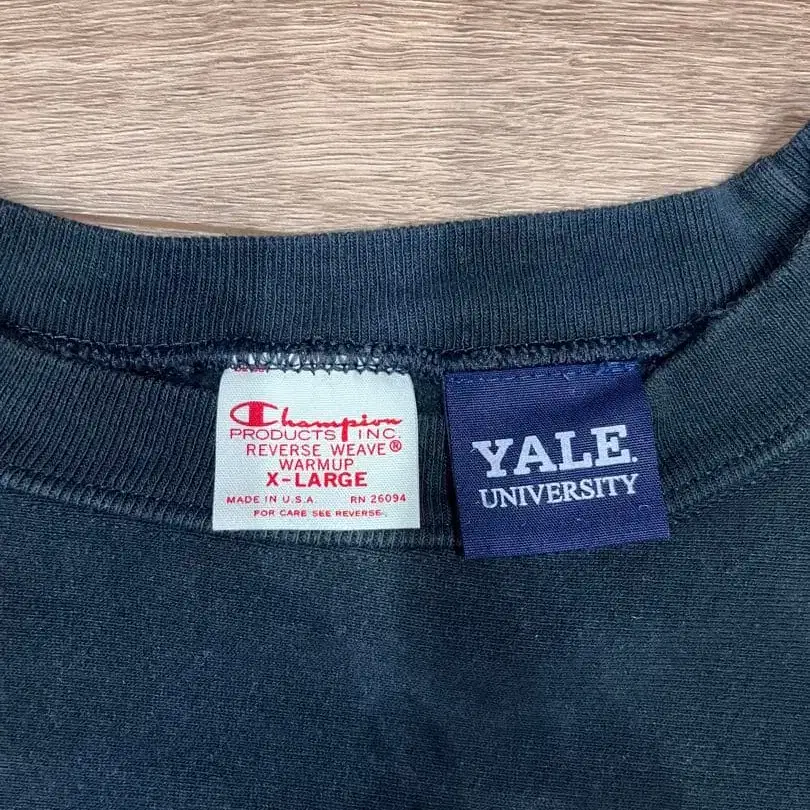 Champion
PRODUCTS INC.
REVERSE WEAVE®
WARMUP
X-LARGE
MADE IN U.S.A. RN 26094
FOR CARE SEE REVERSE.
YALE.
UNIVERSITY